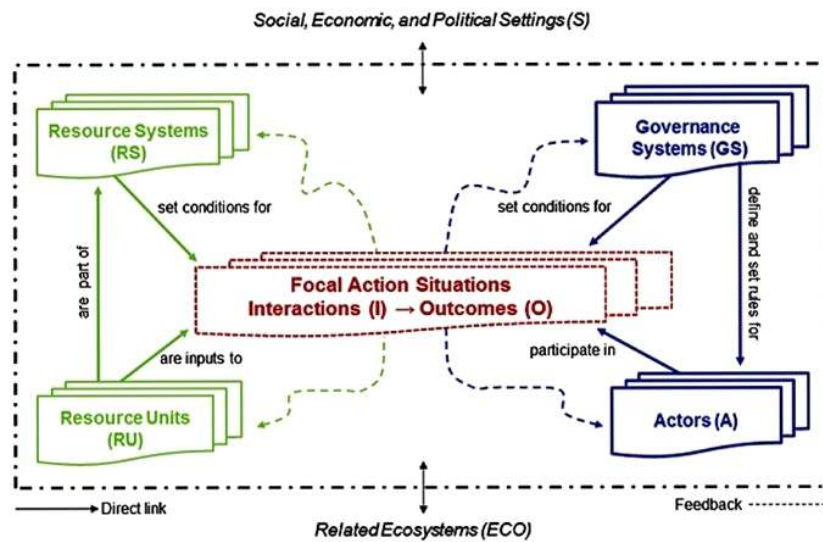 Social, Economic, and Political Settings (S)
Resource Systems
(RS)
Governance
Systems (GS)
set conditions for
set conditions for
are part of
define and set rules for
Focal Action Situations
Interactions (I) → Outcomes (O)
are inputs to
participate in
Resource Units
(RU)
Actors (A)
Direct link
Feedback
Related Ecosystems (ECO)